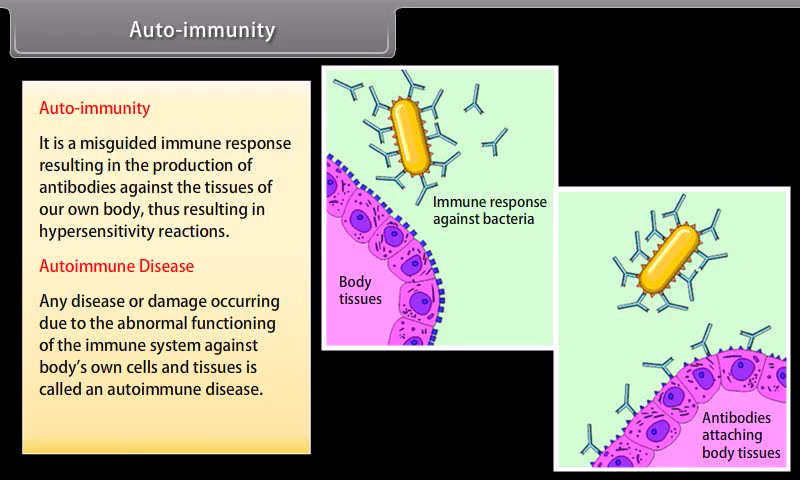 Auto-immunity
Auto-immunity
It is a misguided immune response
resulting in the production of
antibodies against the tissues of
our own body, thus resulting in
hypersensitivity reactions.
Autoimmune Disease
Any disease or damage occurring
due to the abnormal functioning
of the immune system against
body's own cells and tissues is
called an autoimmune disease.
Immune response
against bacteria
Body
tissues
Antibodies
attaching
body tissues